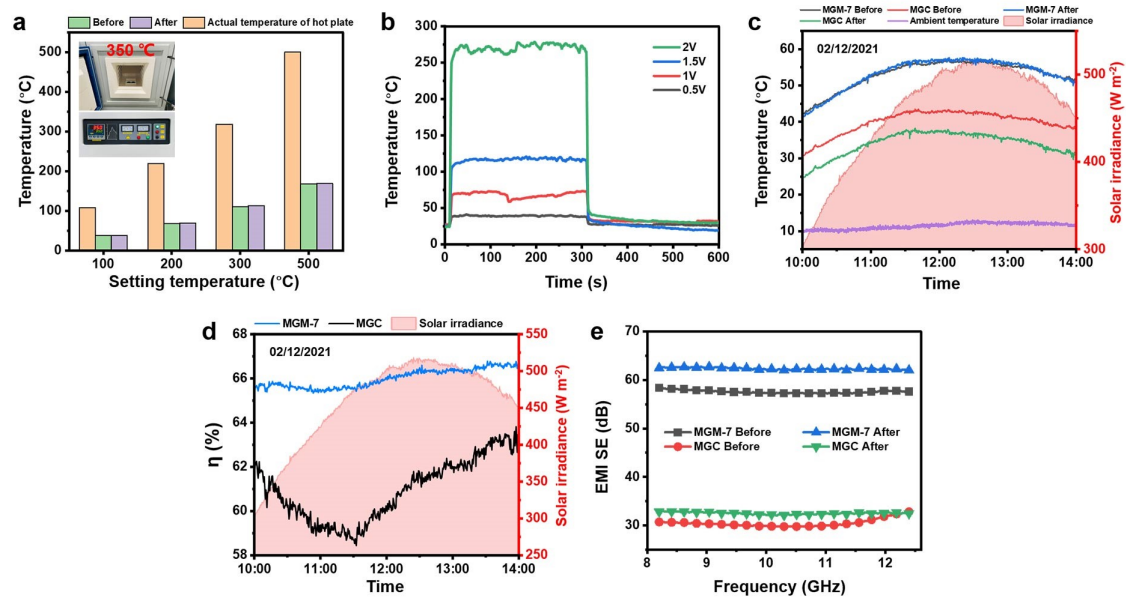 a
Before After Actual temperature of hot plate
350 ℃
Temperature (°C)
500
400
300
200
100
0
100 200 300 500
Setting temperature (°C)
b
Temperature (°C)
300
250
200
150
100
50
0
2V
1.5V
1V
0.5V
0 100 200 300 400 500 600
Time (s)
c
MGM-7 Before MGC Before MGM-7 After
MGC After Ambient temperature Solar irradiance
02/12/2021
Temperature (°C)
60
50
40
30
20
10
Solar irradiance (W m-2)
500
400
300
10:00 11:00 12:00 13:00 14:00
Time
d
MGM-7 MGC Solar irradiance
02/12/2021
η (%)
68
66
64
62
60
58
Solar irradiance (W m-2)
550
500
450
400
350
300
250
10:00 11:00 12:00 13:00 14:00
Time
e
EMI SE (dB)
70
60
50
40
30
MGM-7 Before MGM-7 After
MGC Before MGC After
8 9 10 11 12
Frequency (GHz)